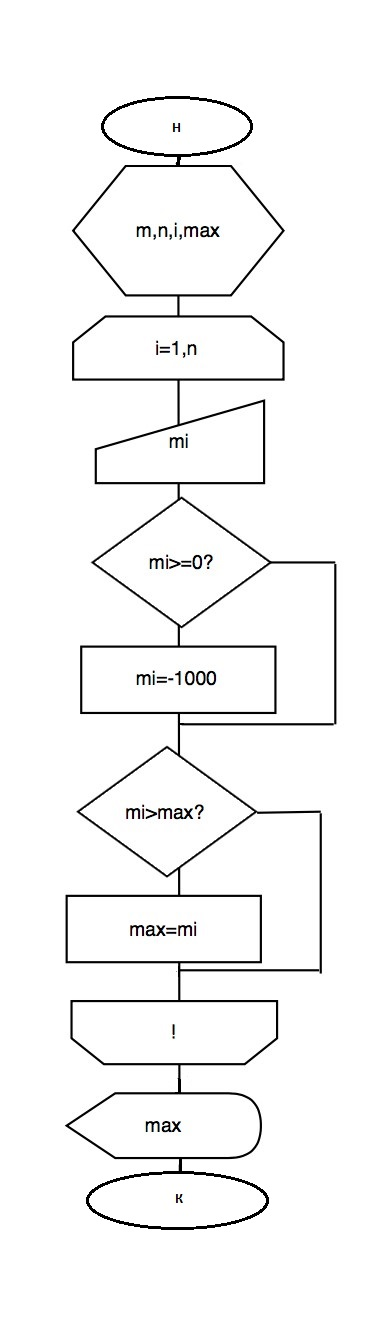 н
m,n,i,max
i=1,n
mi
mi>=0?
mi=-1000
mi>max?
max=mi
!
max
к